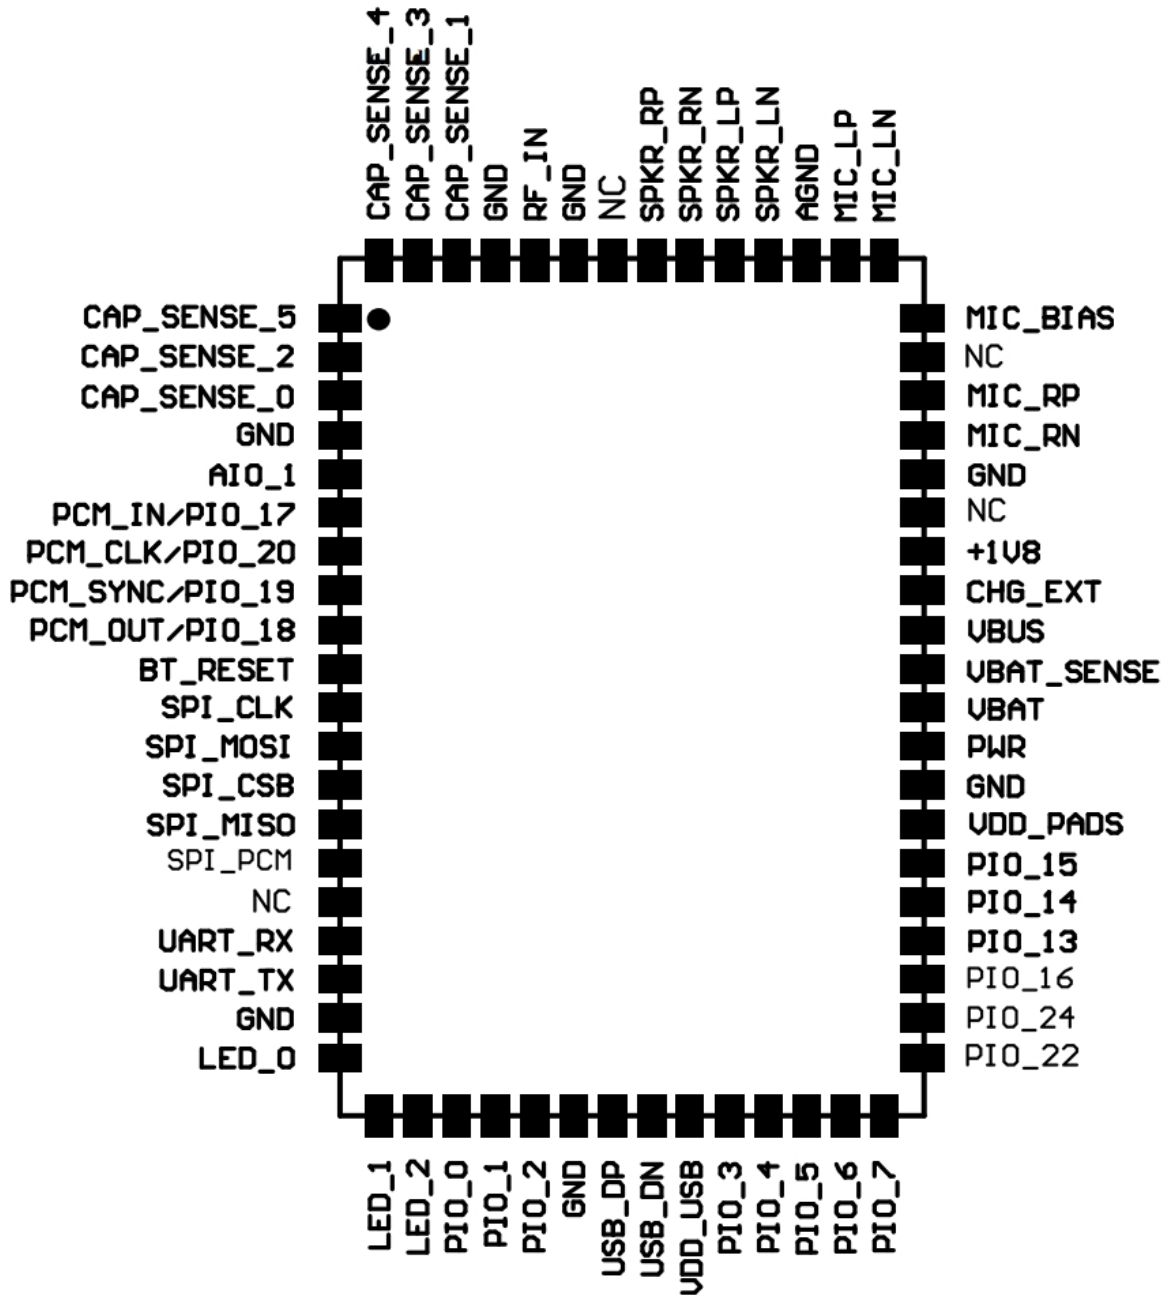 CAP_SENSE_4
CAP_SENSE_3
CAP_SENSE_1
GND
RF_IN
GND
NC
SPKR_RP
SPKR_RN
SPKR_LP
SPKR_LN
AGND
MIC_LP
MIC_LN
CAP_SENSE_5
CAP_SENSE_2
CAP_SENSE_0
GND
AIO_1
PCM_IN/PIO_17
PCM_CLK/PIO_20
PCM_SYNC/PIO_19
PCM_OUT/PIO_18
BT_RESET
SPI_CLK
SPI_MOSI
SPI_CSB
SPI_MISO
SPI_PCM
NC
UART_RX
UART_TX
GND
LED_0
MIC_BIAS
NC
MIC_RP
MIC_RN
GND
NC
+1V8
CHG_EXT
VBUS
VBAT_SENSE
VBAT
PWR
GND
VDD_PADS
PIO_15
PIO_14
PIO_13
PIO_16
PIO_24
PIO_22
LED_1
LED_2
PIO_0
PIO_1
PIO_2
GND
USB_DP
USB_DN
VDD_USB
PIO_3
PIO_4
PIO_5
PIO_6
PIO_7